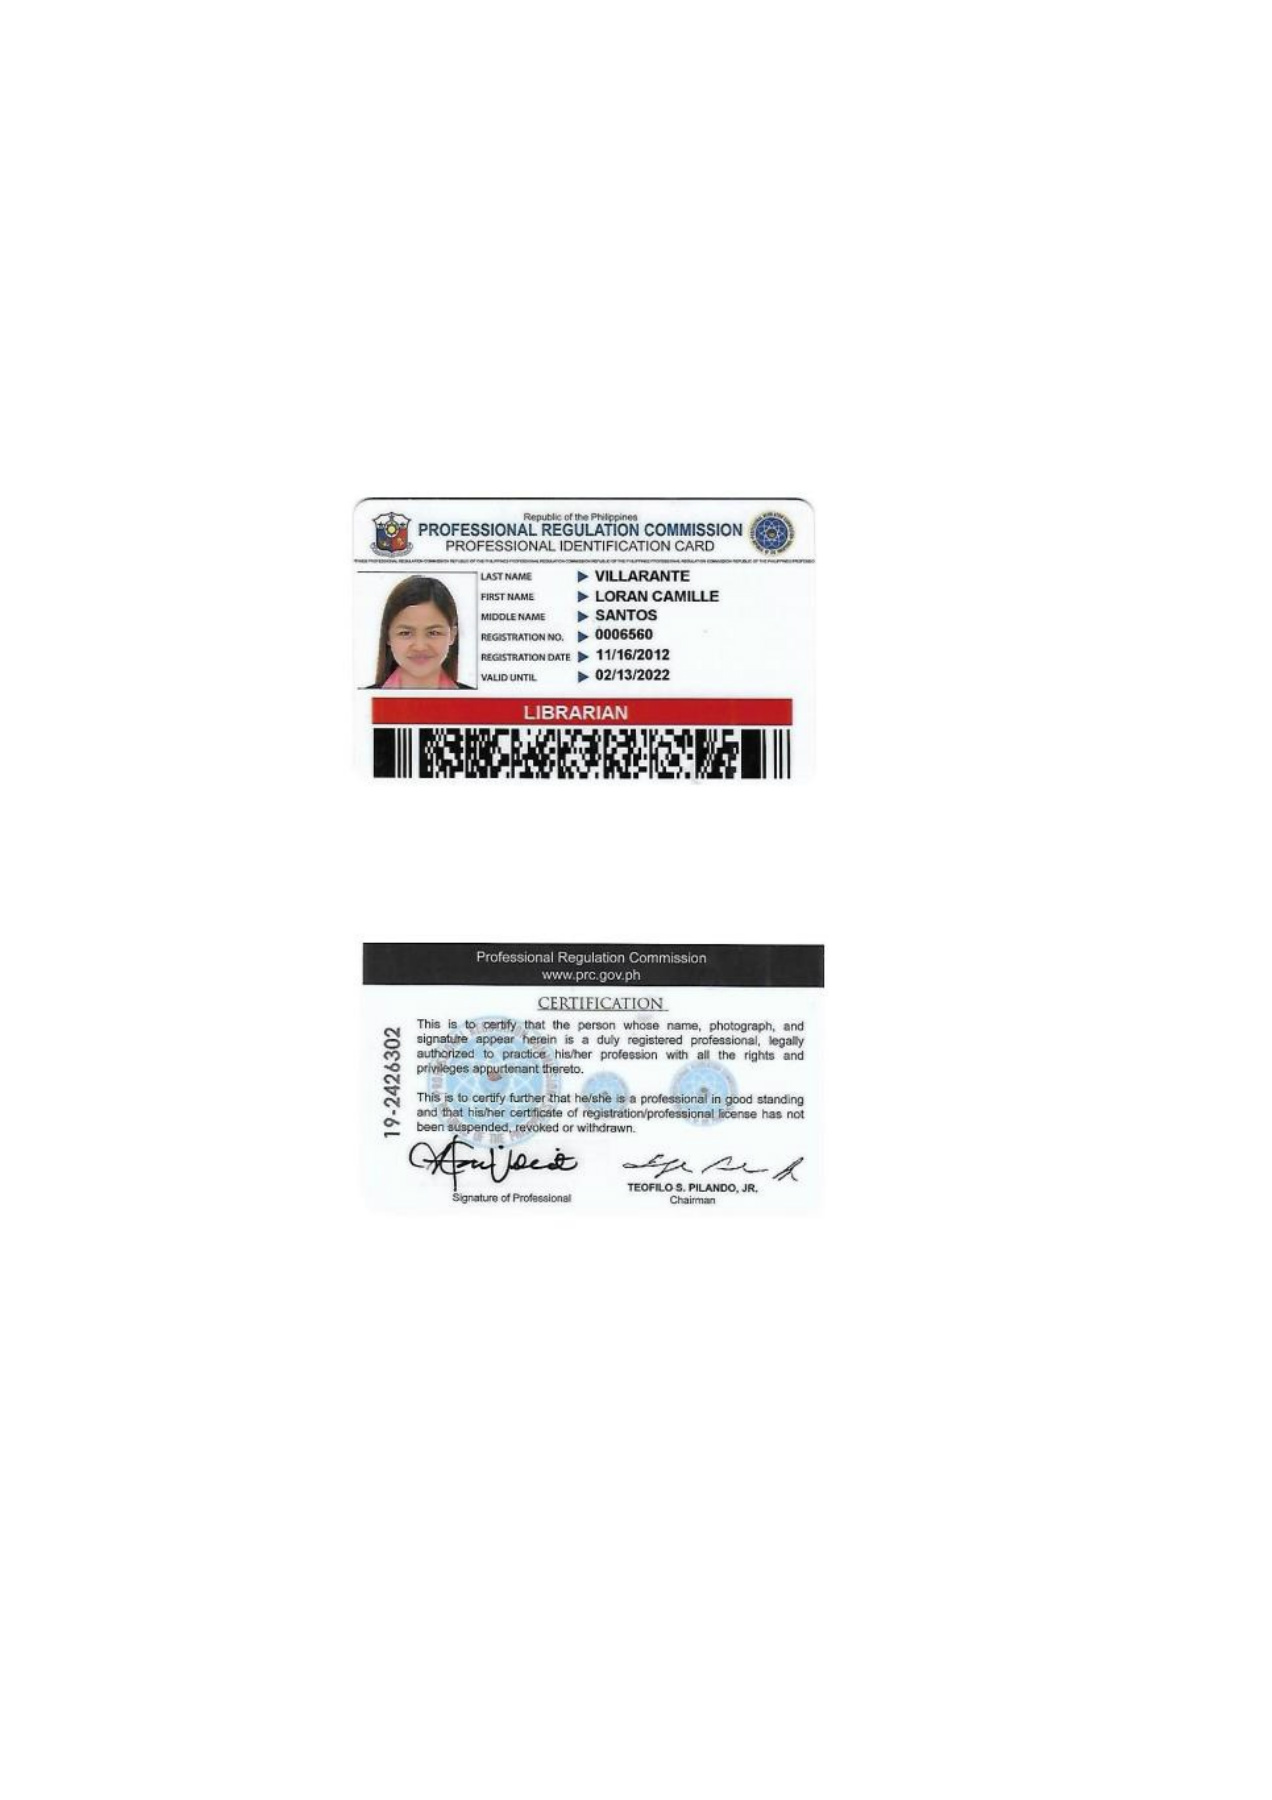 Republic of the Philippines
PROFESSIONAL REGULATION COMMISSION
PROFESSIONAL IDENTIFICATION CARD
LAST NAME VILLARANTE
FIRST NAME LORAN CAMILLE
MIDDLE NAME SANTOS
REGISTRATION NO. 0006560
REGISTRATION DATE 11/16/2012
VALID UNTIL 02/13/2022
LIBRARIAN
Professional Regulation Commission
www.prc.gov.ph
CERTIFICATION
19-2426302
This is to certify that the person whose name, photograph, and
signature appear herein is a duly registered professional, legally
authorized to practice his/her profession with all the rights and
privileges appurtenant thereto.
This is to certify further that he/she is a professional in good standing
and that his/her certificate of registration/professional license has not
been suspended, revoked or withdrawn.
Signature of Professional
TEOFILO S. PILANDO, JR.
Chairman